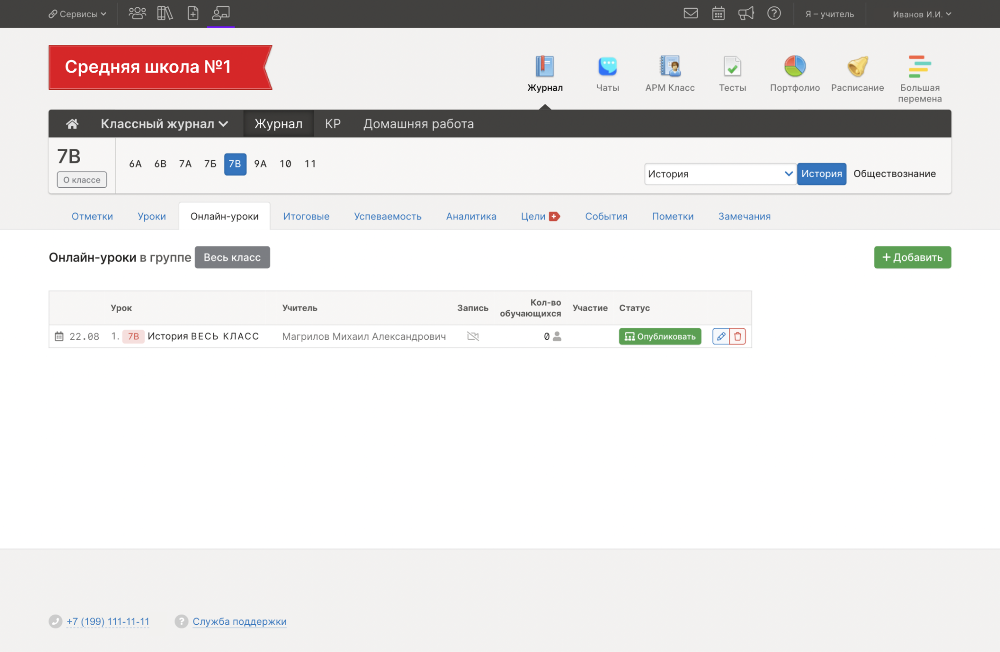 Сервисы
Я – учитель
Иванов И.И.
Средняя школа №1
Журнал
Чаты
АРМ Класс
Тесты
Портфолио
Расписание
Большая перемена
Классный журнал
Журнал
КР
Домашняя работа
7В
О классе
6А 6В 7А 7Б 7В 9А 10 11
История
История
Обществознание
Отметки
Уроки
Онлайн-уроки
Итоговые
Успеваемость
Аналитика
Цели
События
Пометки
Замечания
Онлайн-уроки в группе Весь класс
+ Добавить
Урок
Учитель
Запись
Кол-во обучающихся
Участие
Статус
22.08
1. 7В История ВЕСЬ КЛАСС
Магрилов Михаил Александрович
0
Опубликовать
+7 (199) 111-11-11
Служба поддержки